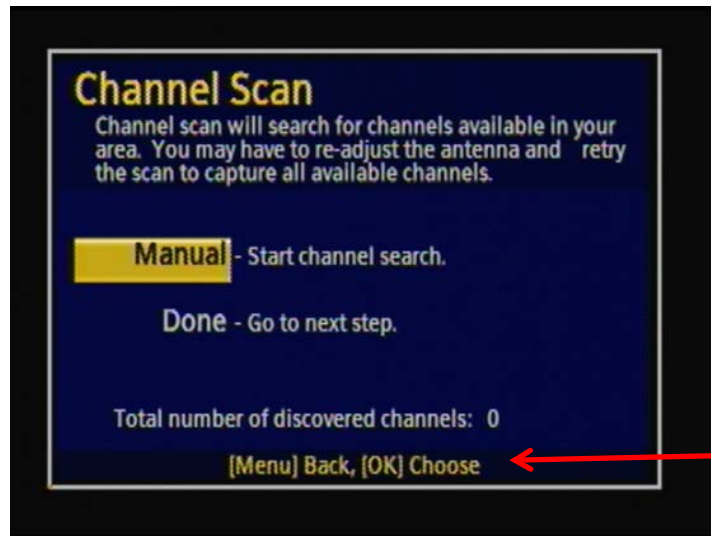 Channel Scan
Channel scan will search for channels available in your
area. You may have to re-adjust the antenna and retry
the scan to capture all available channels.
Manual - Start channel search.
Done - Go to next step.
Total number of discovered channels: 0
[Menu] Back, [OK] Choose